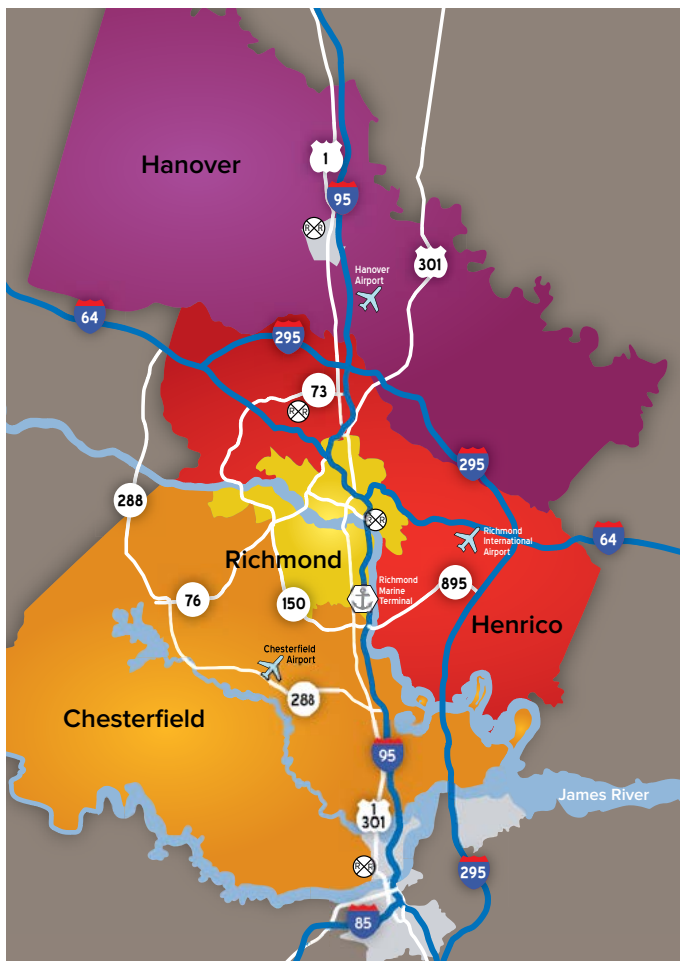 1
Hanover
95
R R
301
Hanover
Airport
64
295
73
R R
295
288
R R
Richmond
International
Airport
64
Richmond
76
150
Richmond
Marine
Terminal
895
Henrico
Chesterfield
Airport
288
Chesterfield
95
James River
1
301
R R
295
85